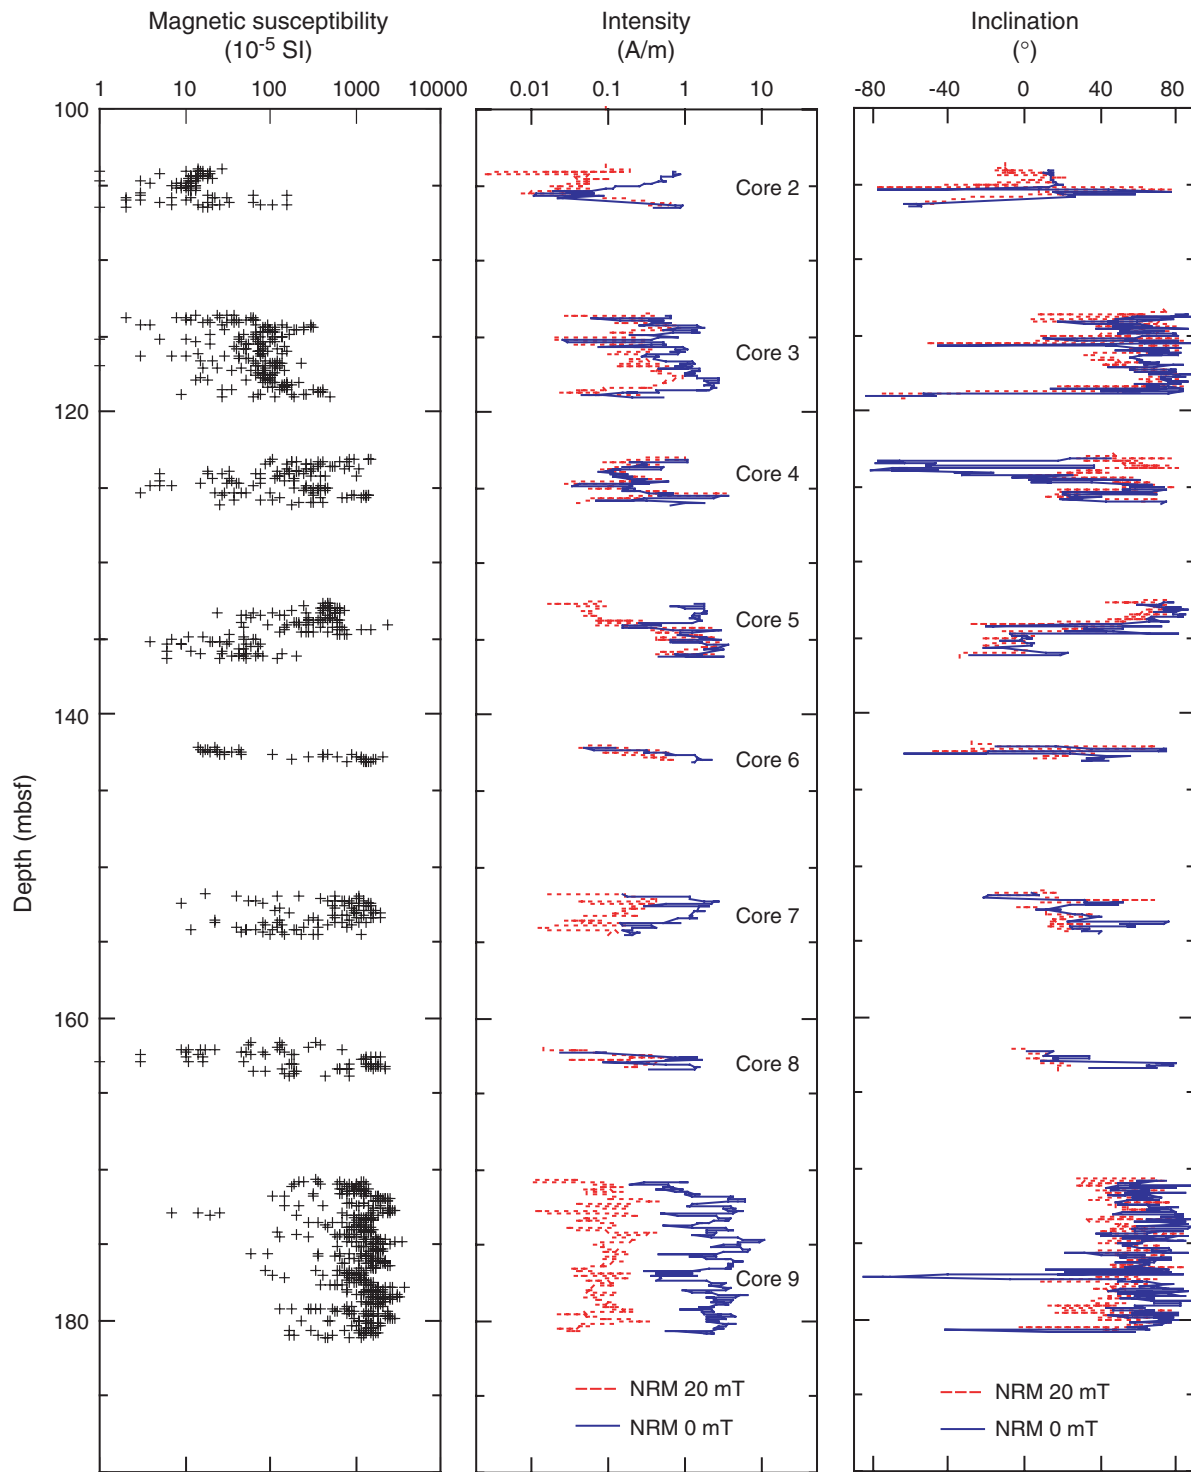 Magnetic susceptibility
(10⁻⁵ SI)
Intensity
(A/m)
Inclination
(°)
1 10 100 1000 10000
0.01 0.1 1 10
-80 -40 0 40 80
100
Core 2
Core 3
120
Core 4
Core 5
140
Core 6
Depth (mbsf)
Core 7
160
Core 8
Core 9
180
NRM 20 mT
NRM 0 mT
NRM 20 mT
NRM 0 mT